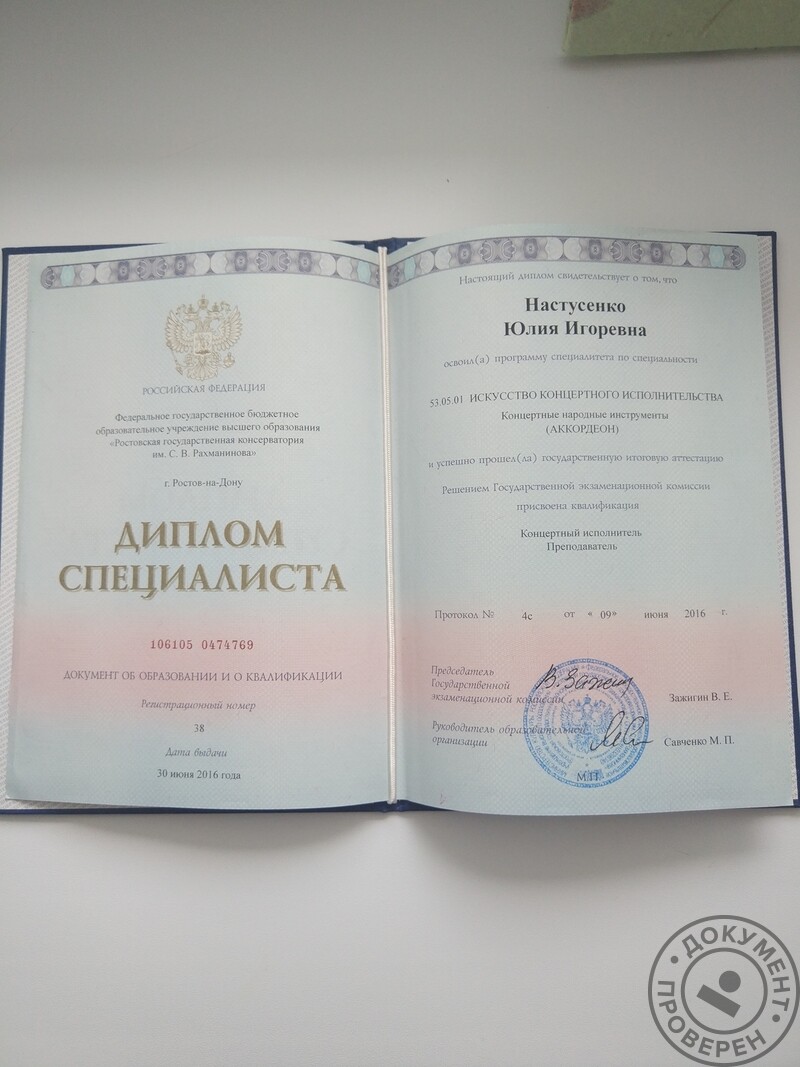 РОССИЙСКАЯ ФЕДЕРАЦИЯ
Федеральное государственное бюджетное
образовательное учреждение высшего образования
«Ростовская государственная консерватория
им. С. В. Рахманинова»
г. Ростов-на-Дону
ДИПЛОМ
СПЕЦИАЛИСТА
106105 0474769
ДОКУМЕНТ ОБ ОБРАЗОВАНИИ И О КВАЛИФИКАЦИИ
Регистрационный номер
38
Дата выдачи
30 июня 2016 года
Настоящий диплом свидетельствует о том, что
Настусенко
Юлия Игоревна
освоил(а) программу специалитета по специальности
53.05.01 ИСКУССТВО КОНЦЕРТНОГО ИСПОЛНИТЕЛЬСТВА
Концертные народные инструменты
(АККОРДЕОН)
и успешно прошел(ла) государственную итоговую аттестацию
Решением Государственной экзаменационной комиссии
присвоена квалификация
Концертный исполнитель
Преподаватель
Протокол № 4с от « 09» июня 2016 г.
Председатель
Государственной
экзаменационной комиссии
Зажигин В. Е.
Руководитель образовательной
организации
Савченко М. П.
М.П.
ДОКУМЕНТ
ПРОВЕРЕН